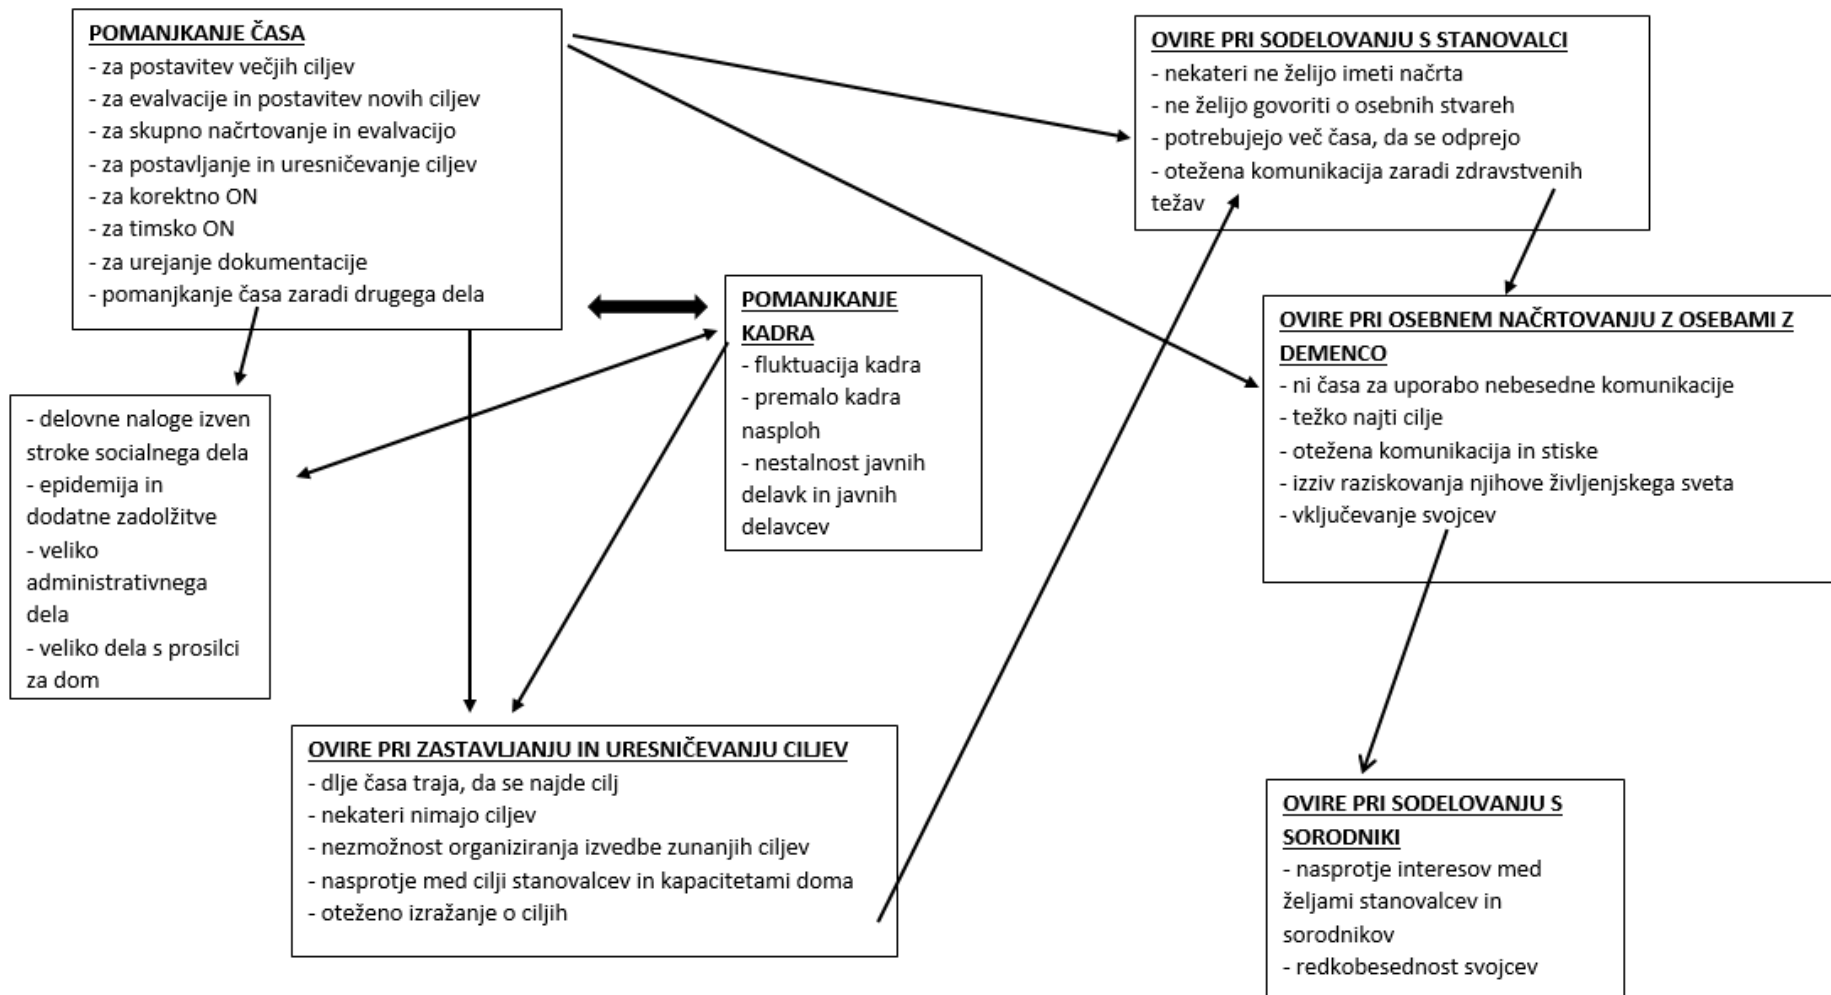 POMANJKANJE ČASA
- za postavitev večjih ciljev
- za evalvacije in postavitev novih ciljev
- za skupno načrtovanje in evalvacijo
- za postavljanje in uresničevanje ciljev
- za korektno ON
- za timsko ON
- za urejanje dokumentacije
- pomanjkanje časa zaradi drugega dela
OVIRE PRI SODELOVANJU S STANOVALCI
- nekateri ne želijo imeti načrta
- ne želijo govoriti o osebnih stvareh
- potrebujejo več časa, da se odprejo
- otežena komunikacija zaradi zdravstvenih
težav
POMANJKANJE
KADRA
- fluktuacija kadra
- premalo kadra
nasploh
- nestalnost javnih
delavk in javnih
delavcev
OVIRE PRI OSEBNEM NAČRTOVANJU Z OSEBAMI Z
DEMENCO
- ni časa za uporabo nebesedne komunikacije
- težko najti cilje
- otežena komunikacija in stiske
- izziv raziskovanja njihove življenjskega sveta
- vključevanje svojcev
- delovne naloge izven
stroke socialnega dela
- epidemija in
dodatne zadolžitve
- veliko
administrativnega
dela
- veliko dela s prosilci
za dom
OVIRE PRI ZASTAVLJANJU IN URESNIČEVANJU CILJEV
- dlje časa traja, da se najde cilj
- nekateri nimajo ciljev
- nezmožnost organiziranja izvedbe zunanjih ciljev
- nasprotje med cilji stanovalcev in kapacitetami doma
- oteženo izražanje o ciljih
OVIRE PRI SODELOVANJU S
SORODNIKI
- nasprotje interesov med
željami stanovalcev in
sorodnikov
- redkobesednost svojcev